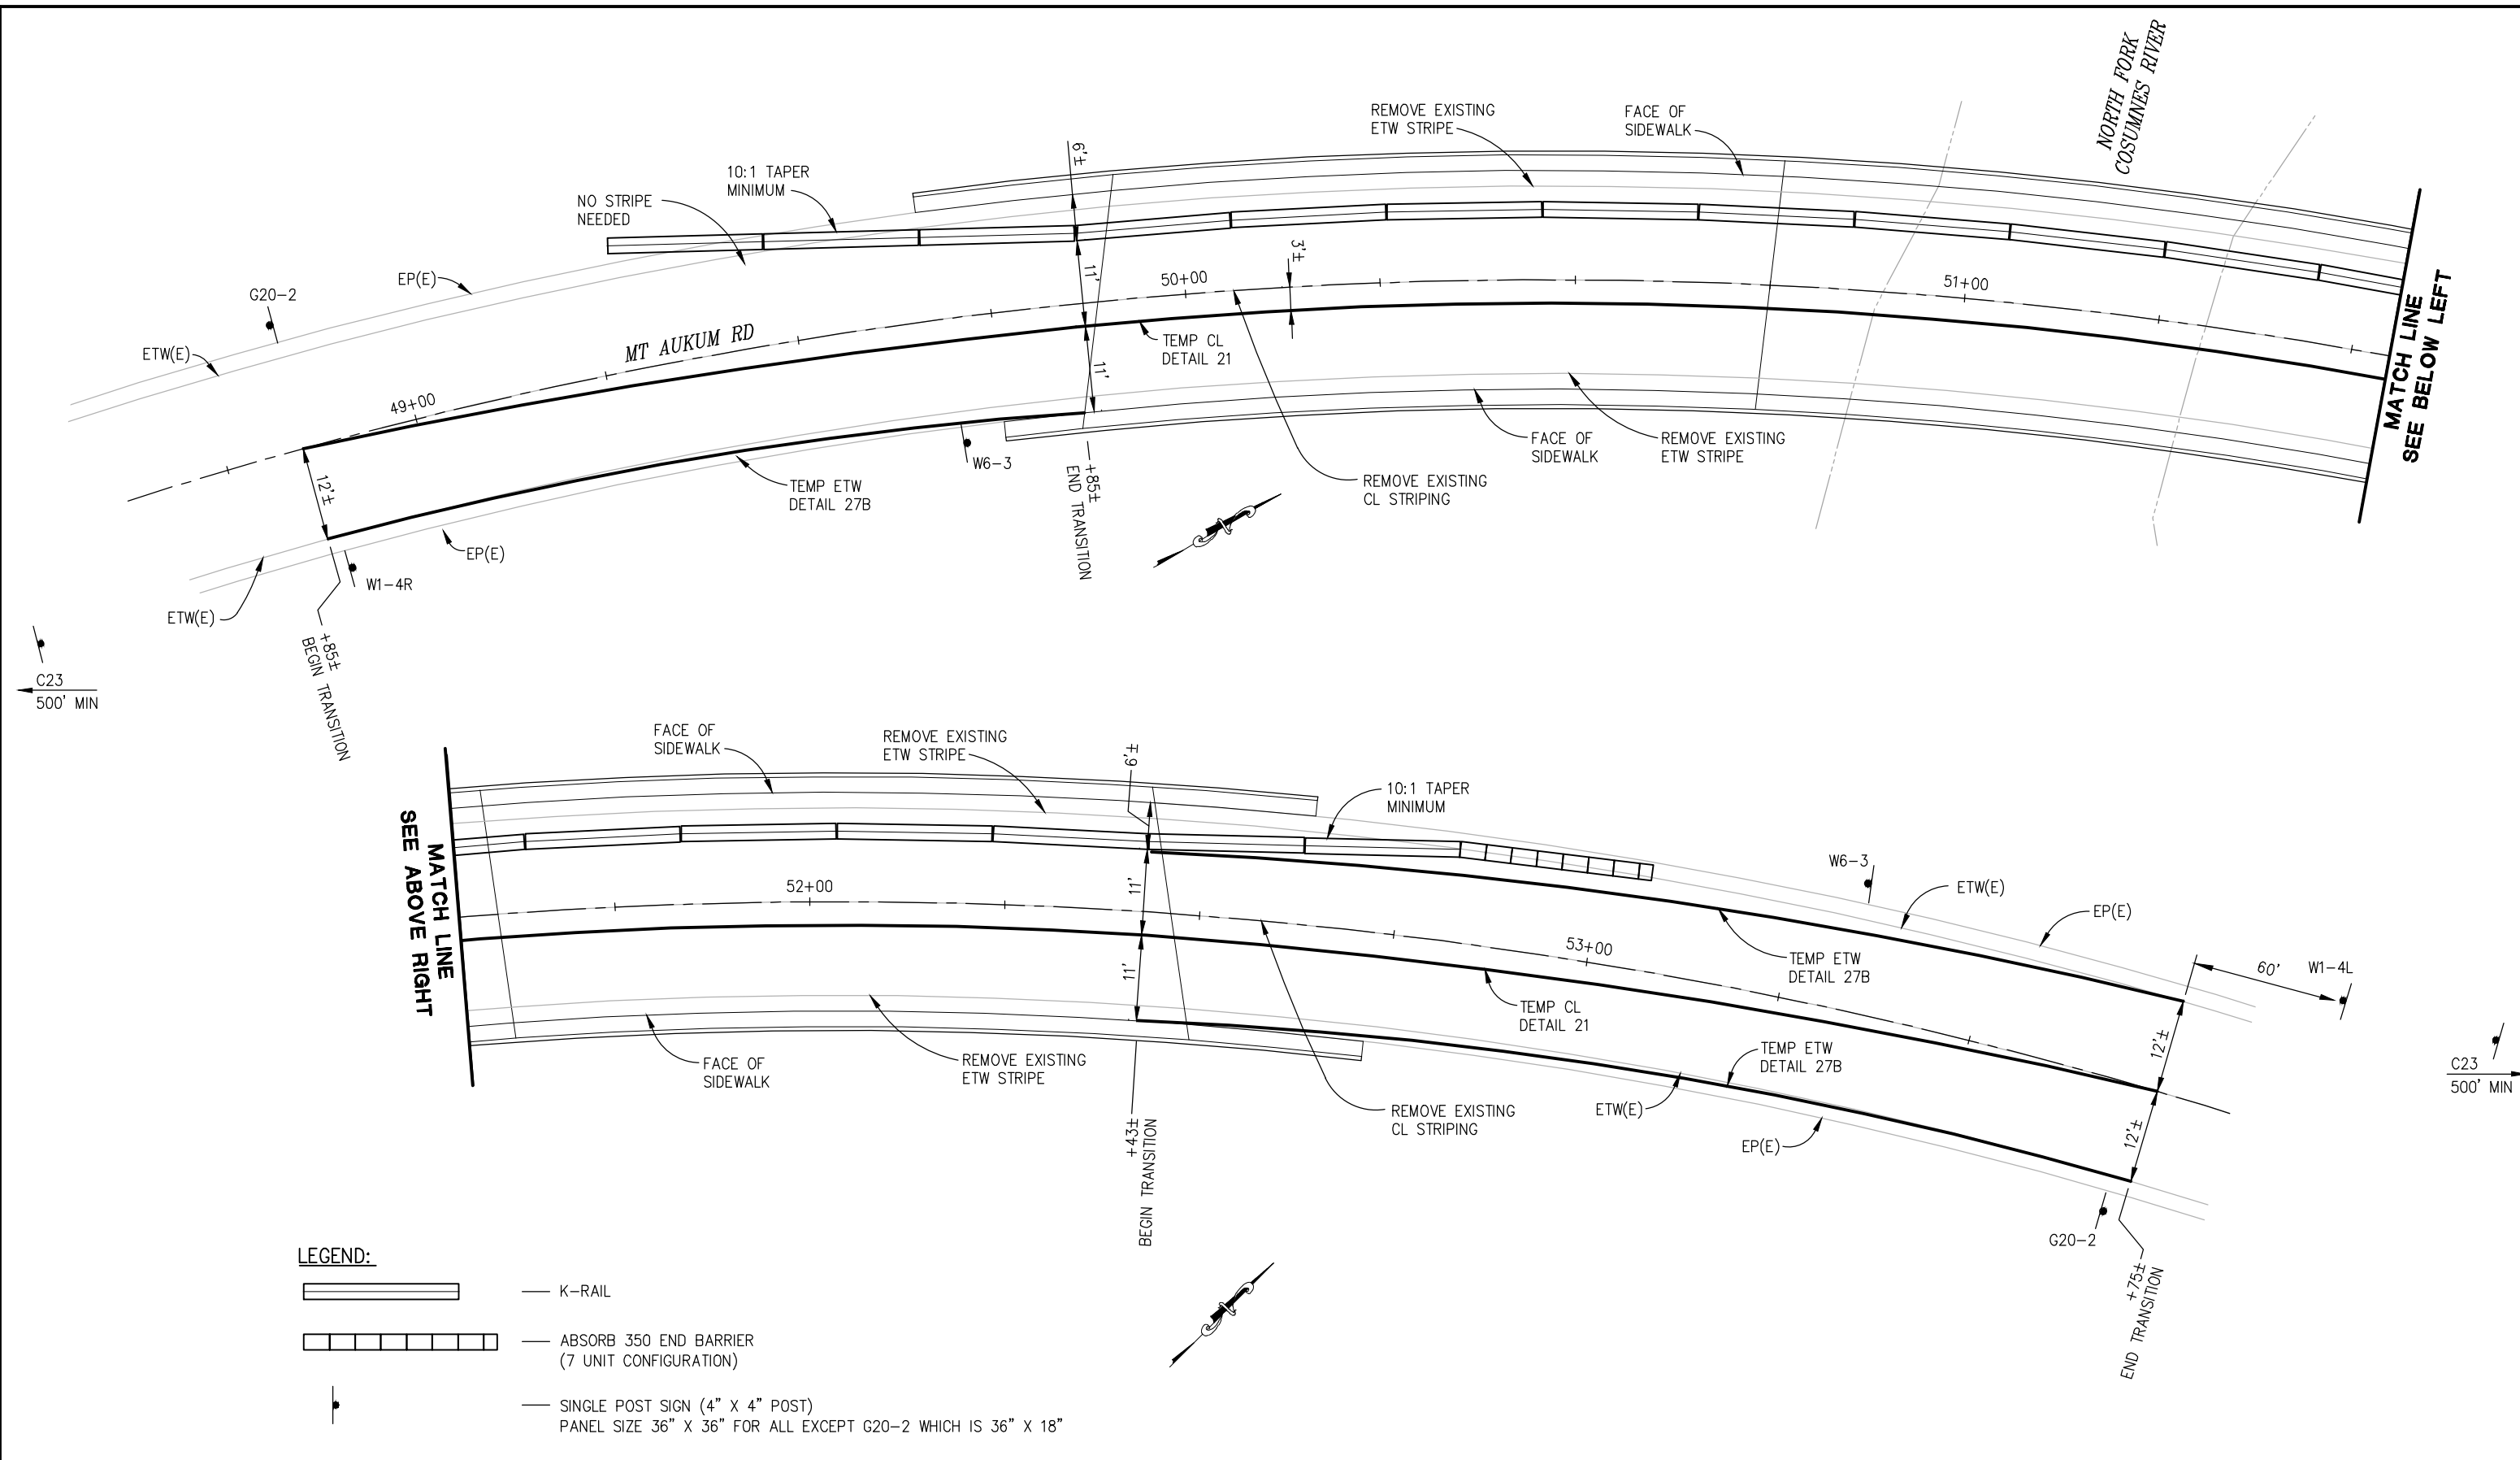 NORTH FORK
COSUMNES RIVER
REMOVE EXISTING
ETW STRIPE
FACE OF
SIDEWALK
6'±
10:1 TAPER
MINIMUM
NO STRIPE
NEEDED
3'±
11'
50+00
51+00
EP(E)
G20-2
MT AUKUM RD
ETW(E)
TEMP CL
DETAIL 21
11'
49+00
MATCH LINE
SEE BELOW LEFT
FACE OF
SIDEWALK
REMOVE EXISTING
ETW STRIPE
W6-3
12'±
TEMP ETW
DETAIL 27B
+85±
END TRANSITION
REMOVE EXISTING
CL STRIPING
EP(E)
W1-4R
ETW(E)
+85±
BEGIN TRANSITION
C23
500' MIN
FACE OF
SIDEWALK
REMOVE EXISTING
ETW STRIPE
6'±
10:1 TAPER
MINIMUM
MATCH LINE
SEE ABOVE RIGHT
W6-3
11'
52+00
ETW(E)
EP(E)
53+00
TEMP ETW
DETAIL 27B
60'
W1-4L
11'
TEMP CL
DETAIL 21
12'±
FACE OF
SIDEWALK
REMOVE EXISTING
ETW STRIPE
TEMP ETW
DETAIL 27B
C23
500' MIN
REMOVE EXISTING
CL STRIPING
ETW(E)
EP(E)
12'±
+43±
BEGIN TRANSITION
G20-2
+75±
END TRANSITION
LEGEND:
K-RAIL
ABSORB 350 END BARRIER
(7 UNIT CONFIGURATION)
SINGLE POST SIGN (4" X 4" POST)
PANEL SIZE 36" X 36" FOR ALL EXCEPT G20-2 WHICH IS 36" X 18"